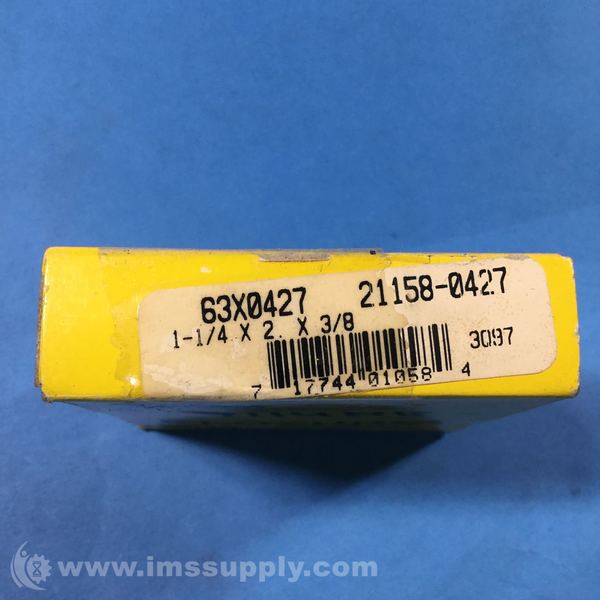 63X0427 21158-0427
1-1/4 X 2. X 3/8
3097
7 17744 01058 4
www.imssupply.com